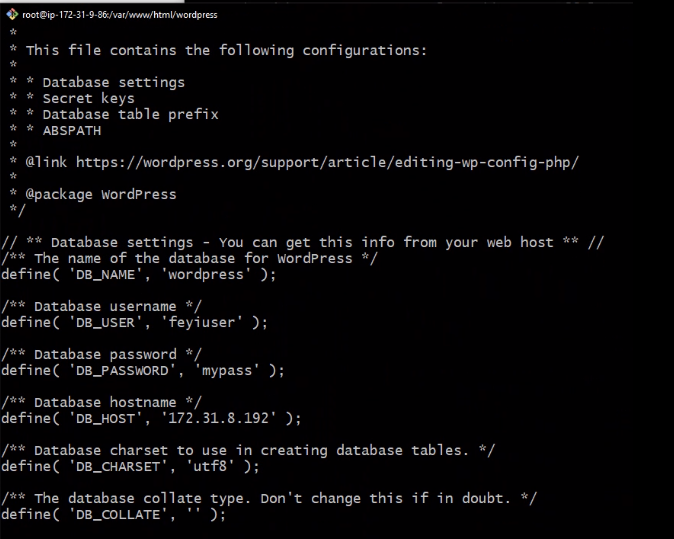 root@ip-172-31-9-86:/var/www/html/wordpress
*
* This file contains the following configurations:
*
* * Database settings
* * Secret keys
* * Database table prefix
* * ABSPATH
*
* @link https://wordpress.org/support/article/editing-wp-config-php/
*
* @package WordPress
*/
// ** Database settings - You can get this info from your web host ** //
/** The name of the database for WordPress */
define( 'DB_NAME', 'wordpress' );
/** Database username */
define( 'DB_USER', 'feyiuser' );
/** Database password */
define( 'DB_PASSWORD', 'mypass' );
/** Database hostname */
define( 'DB_HOST', '172.31.8.192' );
/** Database charset to use in creating database tables. */
define( 'DB_CHARSET', 'utf8' );
/** The database collate type. Don't change this if in doubt. */
define( 'DB_COLLATE', '' );